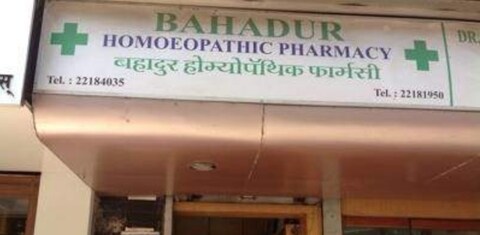 BAHADUR
HOMOEOPATHIC PHARMACY
बहादुर होम्योपॅथिक फार्मसी
Tel. : 22184035
Tel. : 22181950
DR.